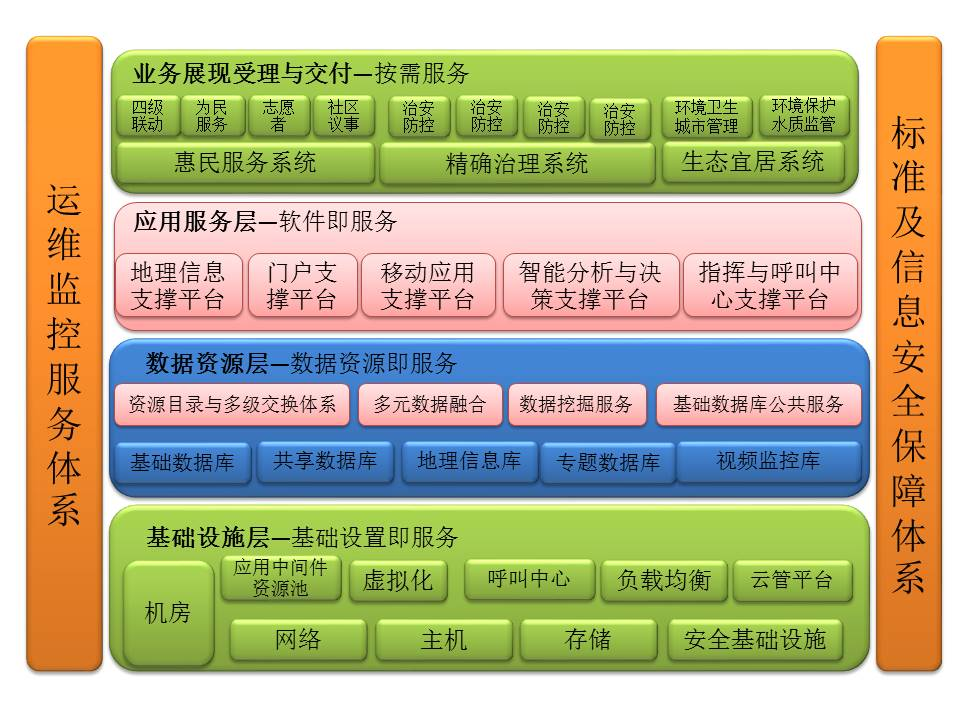 运维监控服务体系
业务展现受理与交付—按需服务
四级
联动
为民
服务
志愿
者
社区
议事
治安
防控
治安
防控
治安
防控
治安
防控
环境卫生
城市管理
环境保护
水质监管
惠民服务系统
精确治理系统
生态宜居系统
应用服务层—软件即服务
地理信息
支撑平台
门户支
撑平台
移动应用
支撑平台
智能分析与决
策支撑平台
指挥与呼叫中
心支撑平台
数据资源层—数据资源即服务
资源目录与多级交换体系
多元数据融合
数据挖掘服务
基础数据库公共服务
基础数据库
共享数据库
地理信息库
专题数据库
视频监控库
基础设施层—基础设置即服务
机房
应用中间件
资源池
虚拟化
呼叫中心
负载均衡
云管平台
网络
主机
存储
安全基础设施
标准及信息安全保障体系